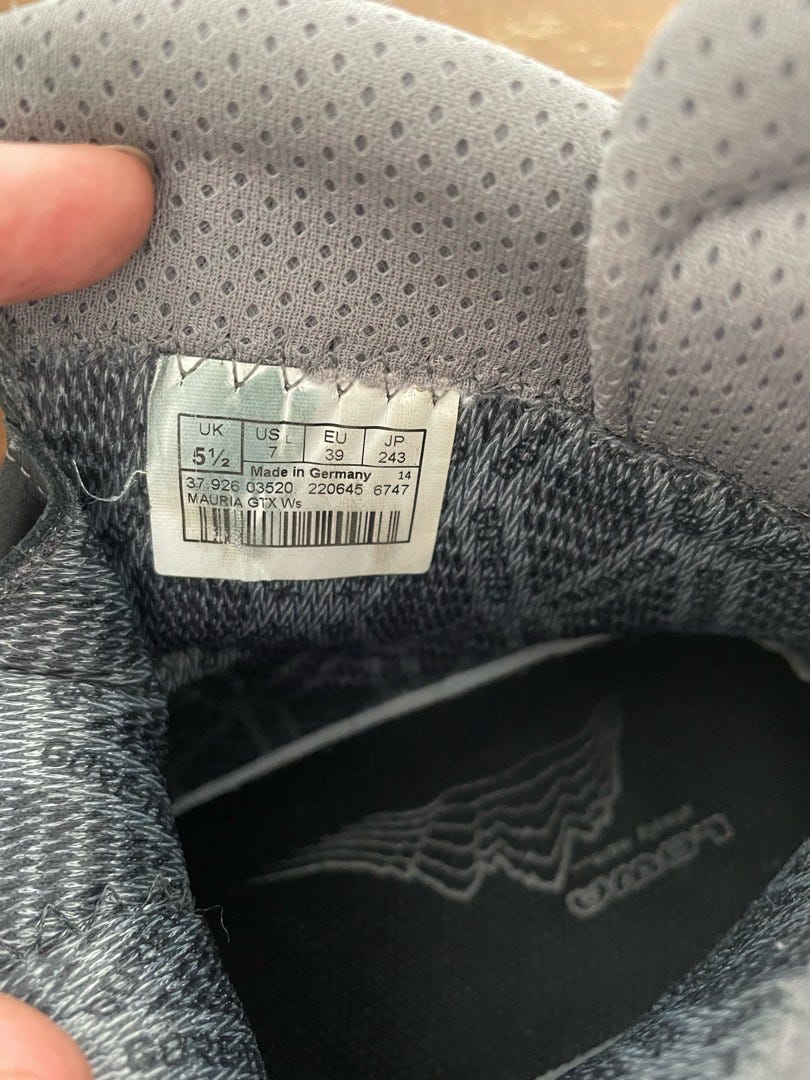 UK US L EU JP
5½ 7 39 243
Made in Germany 14
37.926 03520 220645 6747
MAURIA GTX Ws
LOWA